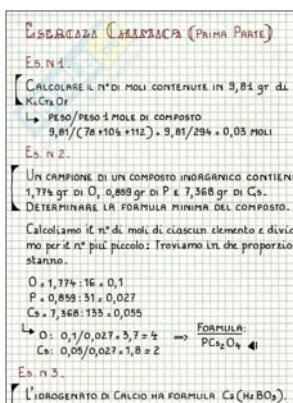 ESERCIZI CHIMICA (PRIMA PARTE)
ES. N 1.
CALCOLARE IL N° DI MOLI CONTENUTE IN 9,81 gr di
K2Cr2O7
↳ PESO/PESO 1 MOLE DI COMPOSTO
9,81/(78+104+112) = 9,81/294 = 0,03 MOLI
ES. N 2.
UN CAMPIONE DI UN COMPOSTO INORGANICO CONTIEN
1,774 gr DI O, 0,859 gr DI P E 7,368 gr DI Cs.
DETERMINARE LA FORMULA MINIMA DEL COMPOSTO.
Calcoliamo il n° di moli di ciascun elemento e divid
mo per il n° più piccolo: Troviamo in che proporzio
stanno.
O = 1,774 : 16 = 0,1
P = 0,859 : 31 = 0,027
Cs = 7,368 : 133 = 0,055
↳ O: 0,1/0,027 = 3,7 = 4 => FORMULA:
Cs: 0,05/0,027 = 1,8 = 2 PCs2O4
ES. N 3.
L'IDROGENATO DI CALCIO HA FORMULA Ca(H2BO3).